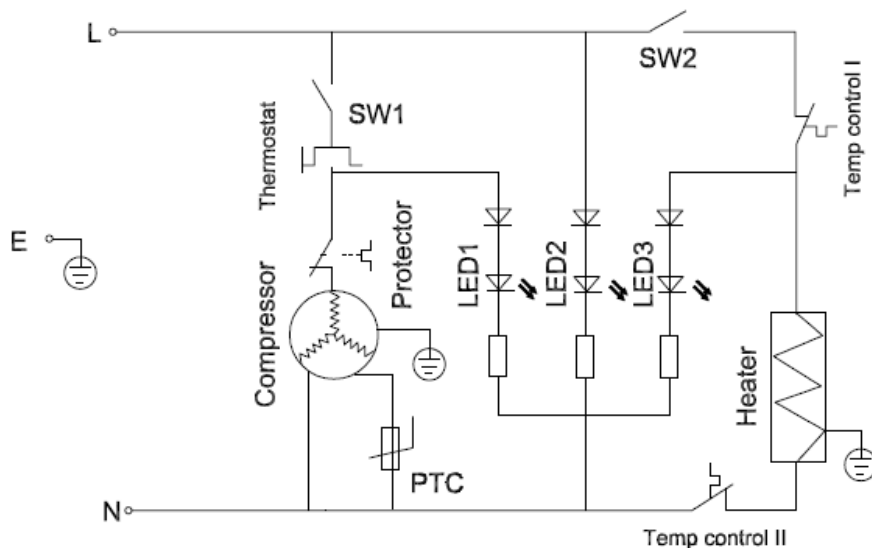 L
SW2
SW1
Thermostat
Temp control I
E
Protector
Compressor
LED1
LED2
LED3
Heater
PTC
N
Temp control II